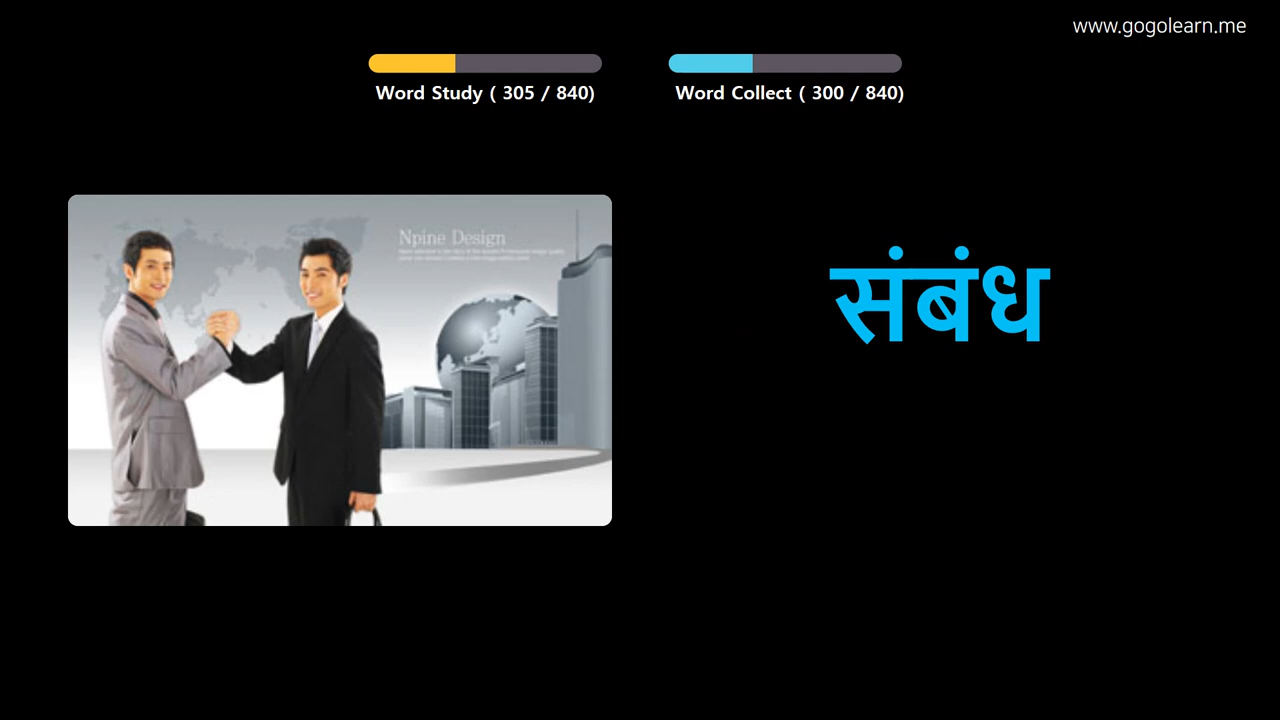 www.gogolearn.me
Word Study ( 305 / 840)
Word Collect ( 300 / 840)
Npine Design
संबंध